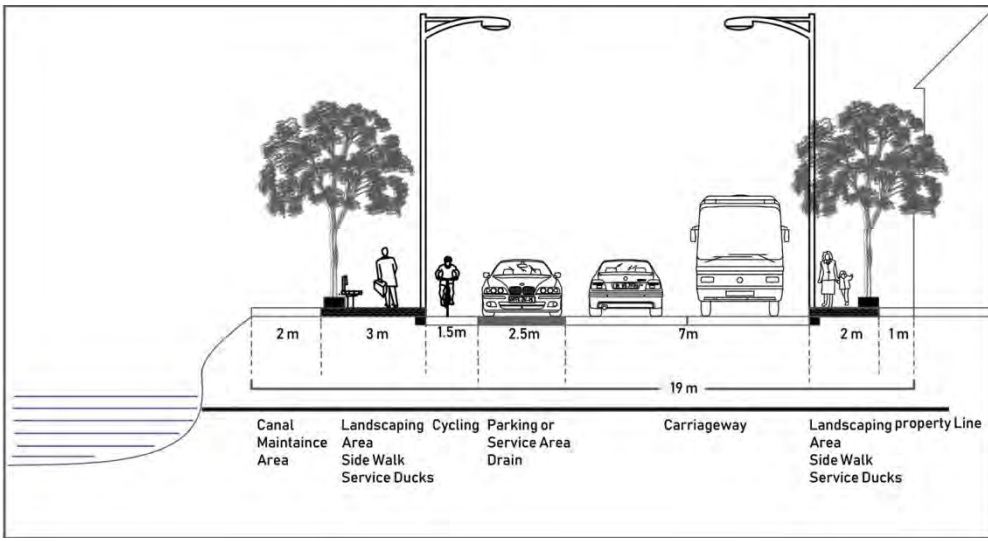 2 m
3 m
1.5m
2.5m
7m
2 m
1 m
19 m
Canal
Maintaince
Area
Landscaping
Area
Side Walk
Service Ducks
Cycling
Parking or
Service Area
Drain
Carriageway
Landscaping
Area
Side Walk
Service Ducks
property Line